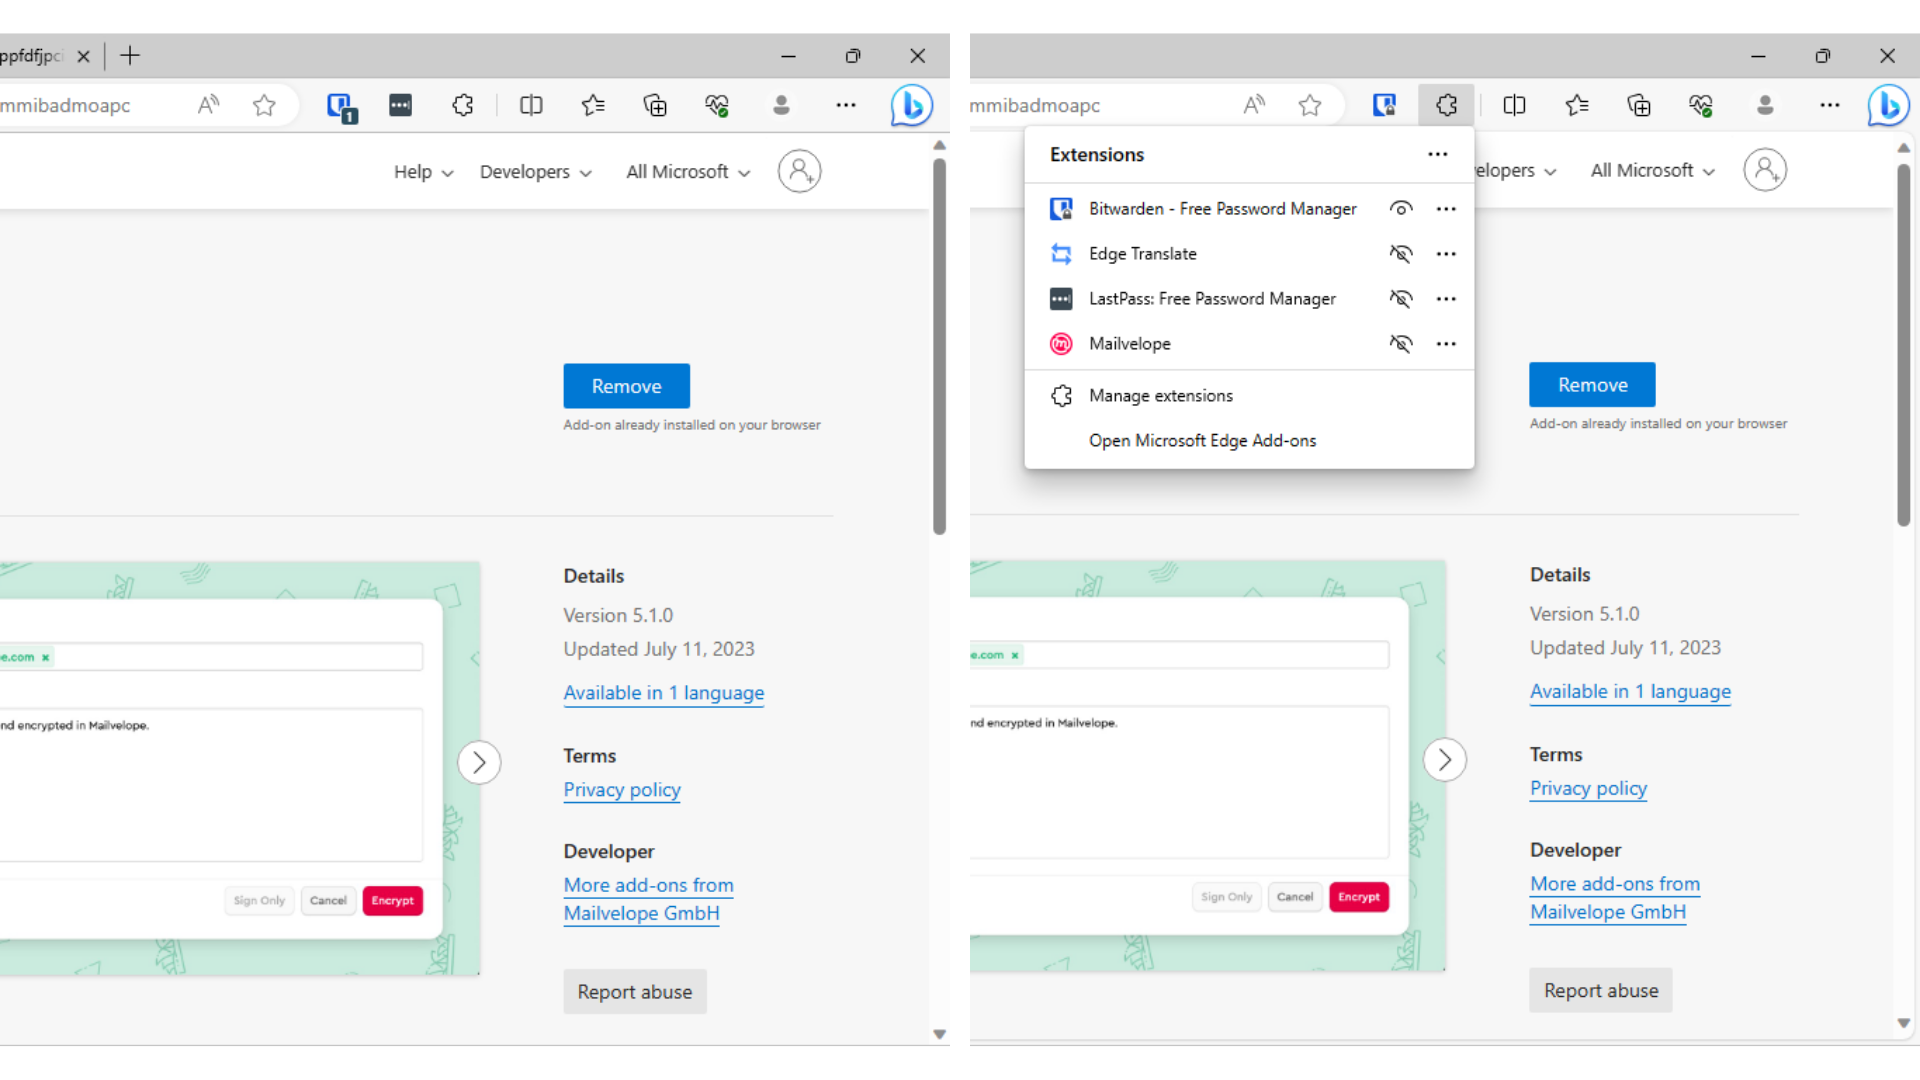 ppfdfjpci
mmibadmoapc
1
Help
Developers
All Microsoft
Remove
Add-on already installed on your browser
Details
Version 5.1.0
Updated July 11, 2023
Available in 1 language
Terms
Privacy policy
Developer
More add-ons from
Mailvelope GmbH
Report abuse
e.com ×
nd encrypted in Mailvelope.
Sign Only
Cancel
Encrypt
mmibadmoapc
Extensions
Bitwarden - Free Password Manager
Edge Translate
LastPass: Free Password Manager
Mailvelope
Manage extensions
Open Microsoft Edge Add-ons
elopers
All Microsoft
Remove
Add-on already installed on your browser
Details
Version 5.1.0
Updated July 11, 2023
Available in 1 language
Terms
Privacy policy
Developer
More add-ons from
Mailvelope GmbH
Report abuse
e.com ×
nd encrypted in Mailvelope.
Sign Only
Cancel
Encrypt